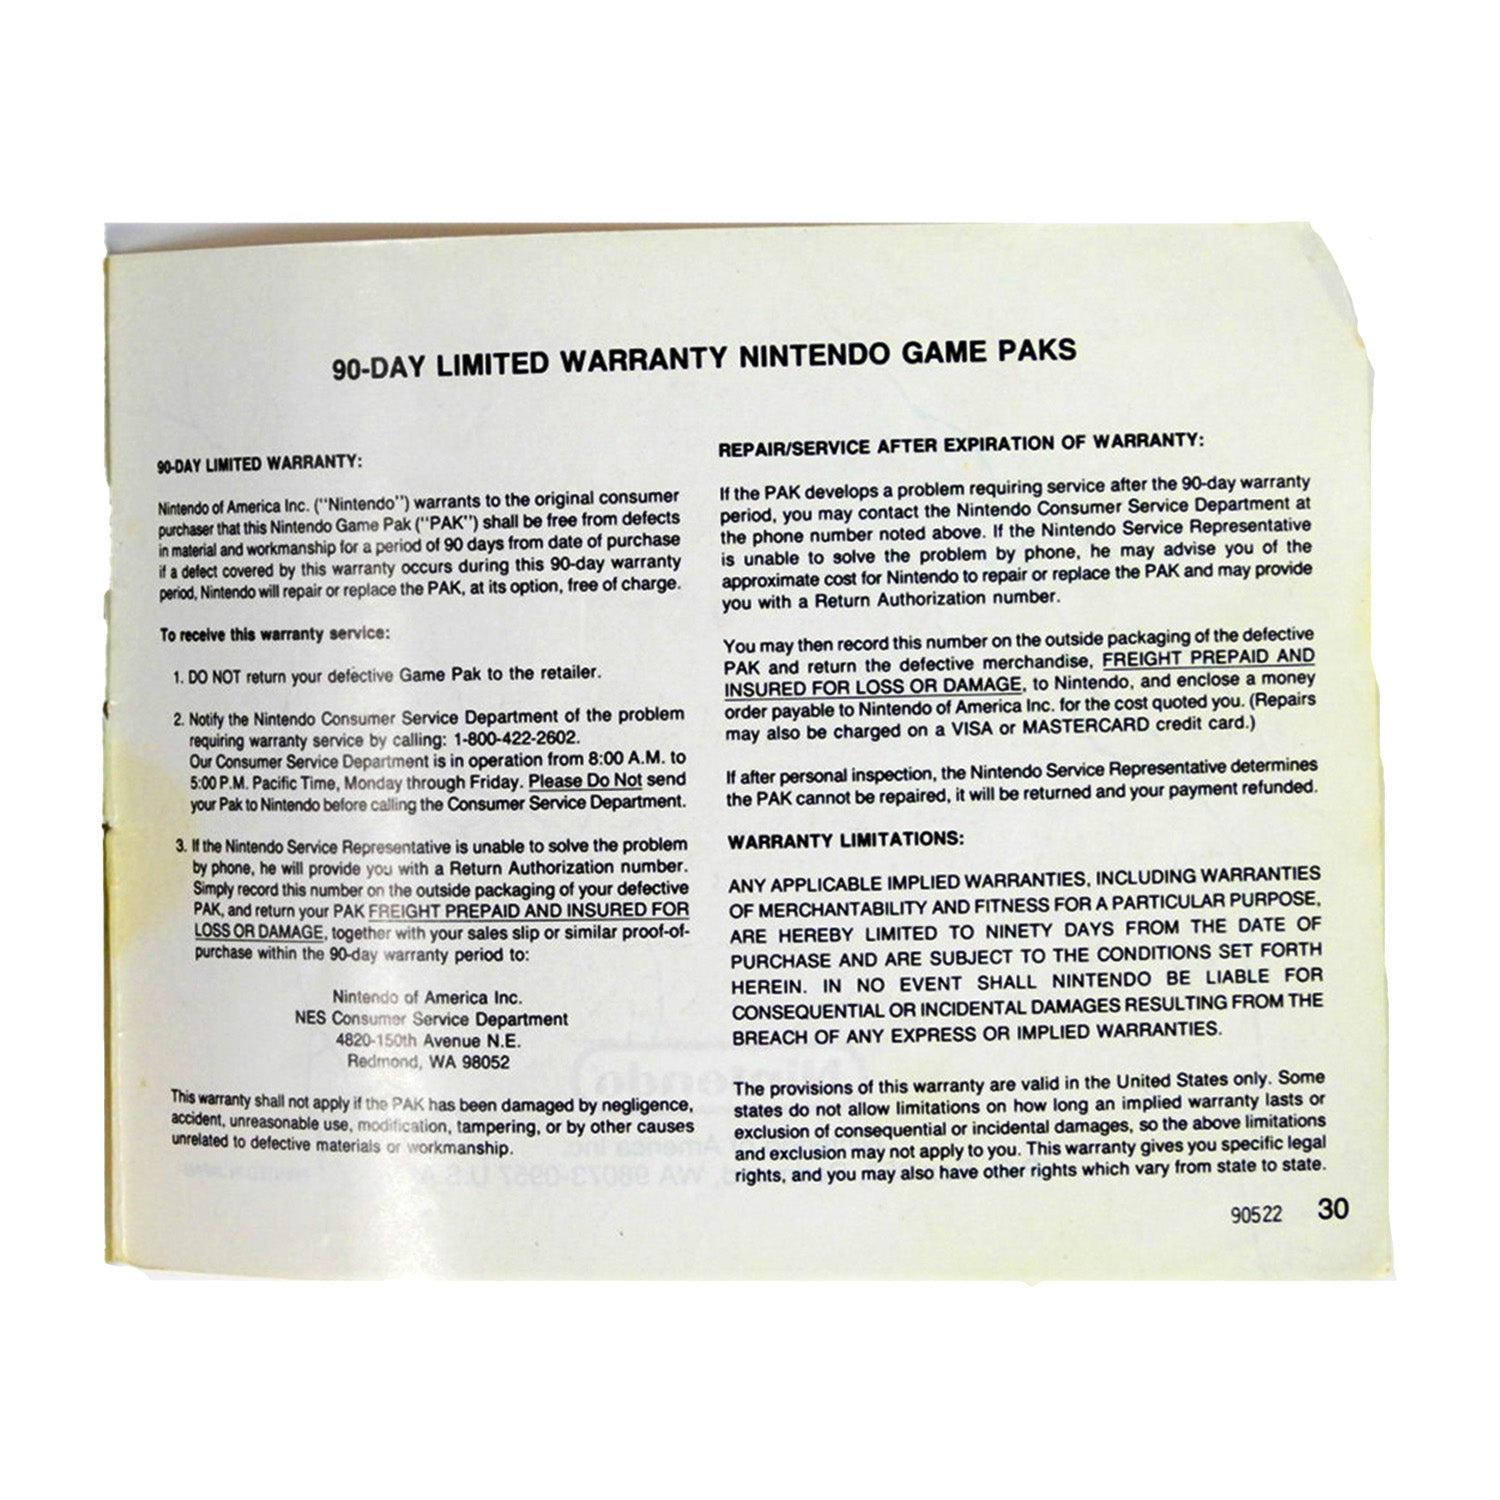 90-DAY LIMITED WARRANTY NINTENDO GAME PAKS
90-DAY LIMITED WARRANTY:
Nintendo of America Inc. (''Nintendo'') warrants to the original consumer
purchaser that this Nintendo Game Pak (''PAK'') shall be free from defects
in material and workmanship for a period of 90 days from date of purchase
if a defect covered by this warranty occurs during this 90-day warranty
period, Nintendo will repair or replace the PAK, at its option, free of charge.
To receive this warranty service:
1. DO NOT return your defective Game Pak to the retailer.
2. Notify the Nintendo Consumer Service Department of the problem
requiring warranty service by calling: 1-800-422-2602.
Our Consumer Service Department is in operation from 8:00 A.M. to
5:00 P.M. Pacific Time, Monday through Friday. Please Do Not send
your Pak to Nintendo before calling the Consumer Service Department.
3. If the Nintendo Service Representative is unable to solve the problem
by phone, he will provide you with a Return Authorization number.
Simply record this number on the outside packaging of your defective
PAK, and return your PAK FREIGHT PREPAID AND INSURED FOR
LOSS OR DAMAGE, together with your sales slip or similar proof-of-
purchase within the 90-day warranty period to:
Nintendo of America Inc.
NES Consumer Service Department
4820-150th Avenue N.E.
Redmond, WA 98052
This warranty shall not apply if the PAK has been damaged by negligence,
accident, unreasonable use, modification, tampering, or by other causes
unrelated to defective materials or workmanship.
REPAIR/SERVICE AFTER EXPIRATION OF WARRANTY:
If the PAK develops a problem requiring service after the 90-day warranty
period, you may contact the Nintendo Consumer Service Department at
the phone number noted above. If the Nintendo Service Representative
is unable to solve the problem by phone, he may advise you of the
approximate cost for Nintendo to repair or replace the PAK and may provide
you with a Return Authorization number.
You may then record this number on the outside packaging of the defective
PAK and return the defective merchandise, FREIGHT PREPAID AND
INSURED FOR LOSS OR DAMAGE, to Nintendo, and enclose a money
order payable to Nintendo of America Inc. for the cost quoted you. (Repairs
may also be charged on a VISA or MASTERCARD credit card.)
If after personal inspection, the Nintendo Service Representative determines
the PAK cannot be repaired, it will be returned and your payment refunded.
WARRANTY LIMITATIONS:
ANY APPLICABLE IMPLIED WARRANTIES, INCLUDING WARRANTIES
OF MERCHANTABILITY AND FITNESS FOR A PARTICULAR PURPOSE,
ARE HEREBY LIMITED TO NINETY DAYS FROM THE DATE OF
PURCHASE AND ARE SUBJECT TO THE CONDITIONS SET FORTH
HEREIN. IN NO EVENT SHALL NINTENDO BE LIABLE FOR
CONSEQUENTIAL OR INCIDENTAL DAMAGES RESULTING FROM THE
BREACH OF ANY EXPRESS OR IMPLIED WARRANTIES.
The provisions of this warranty are valid in the United States only. Some
states do not allow limitations on how long an implied warranty lasts or
exclusion of consequential or incidental damages, so the above limitations
and exclusion may not apply to you. This warranty gives you specific legal
rights, and you may also have other rights which vary from state to state.
90522 30